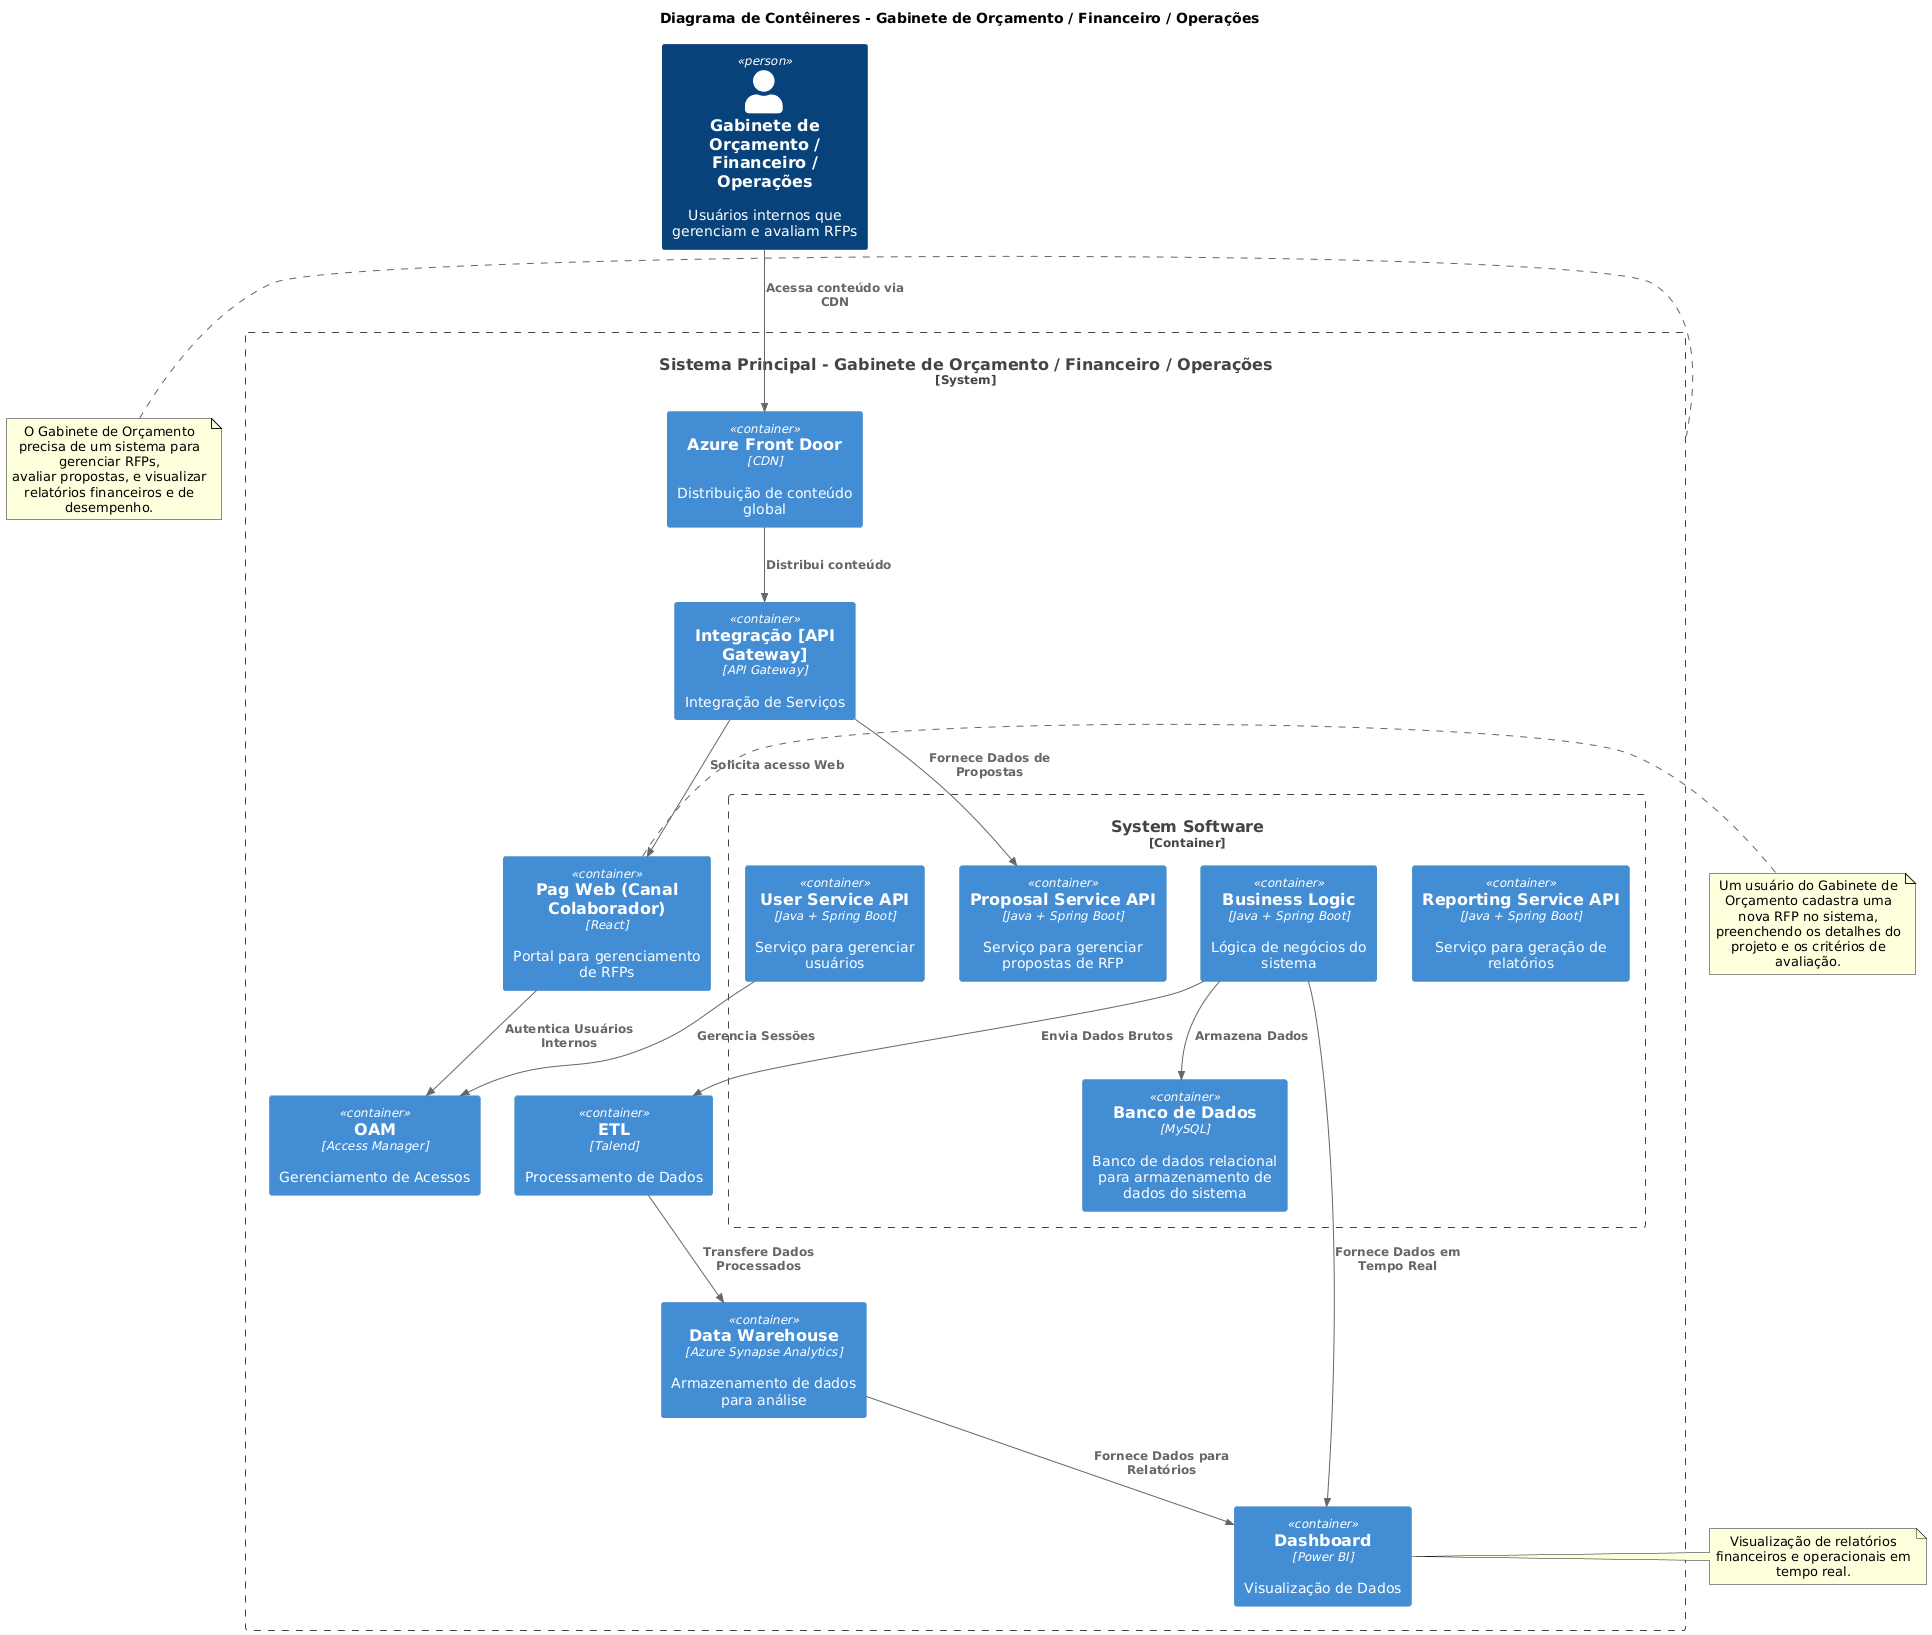 Diagrama de Contêineres - Gabinete de Orçamento / Financeiro / Operações
«person»
Gabinete de
Orçamento /
Financeiro /
Operações
Usuários internos que
gerenciam e avaliam RFPs
Acessa conteúdo via
CDN
Sistema Principal - Gabinete de Orçamento / Financeiro / Operações
[System]
O Gabinete de Orçamento
precisa de um sistema para
gerenciar RFPs,
avaliar propostas, e visualizar
relatórios financeiros e de
desempenho.
«container»
Azure Front Door
[CDN]
Distribuição de conteúdo
global
Distribui conteúdo
«container»
Integração [API
Gateway]
[API Gateway]
Integração de Serviços
Solicita acesso Web
Fornece Dados de
Propostas
System Software
[Container]
«container»
Pag Web (Canal
Colaborador)
[React]
Portal para gerenciamento
de RFPs
«container»
User Service API
[Java + Spring Boot]
Serviço para gerenciar
usuários
«container»
Proposal Service API
[Java + Spring Boot]
Serviço para gerenciar
propostas de RFP
«container»
Business Logic
[Java + Spring Boot]
Lógica de negócios do
sistema
«container»
Reporting Service API
[Java + Spring Boot]
Serviço para geração de
relatórios
Um usuário do Gabinete de
Orçamento cadastra uma
nova RFP no sistema,
preenchendo os detalhes do
projeto e os critérios de
avaliação.
Autentica Usuários
Internos
Gerencia Sessões
Envia Dados Brutos
Armazena Dados
«container»
OAM
[Access Manager]
Gerenciamento de Acessos
«container»
ETL
[Talend]
Processamento de Dados
«container»
Banco de Dados
[MySQL]
Banco de dados relacional
para armazenamento de
dados do sistema
Transfere Dados
Processados
Fornece Dados em
Tempo Real
«container»
Data Warehouse
[Azure Synapse Analytics]
Armazenamento de dados
para análise
Fornece Dados para
Relatórios
«container»
Dashboard
[Power BI]
Visualização de Dados
Visualização de relatórios
financeiros e operacionais em
tempo real.